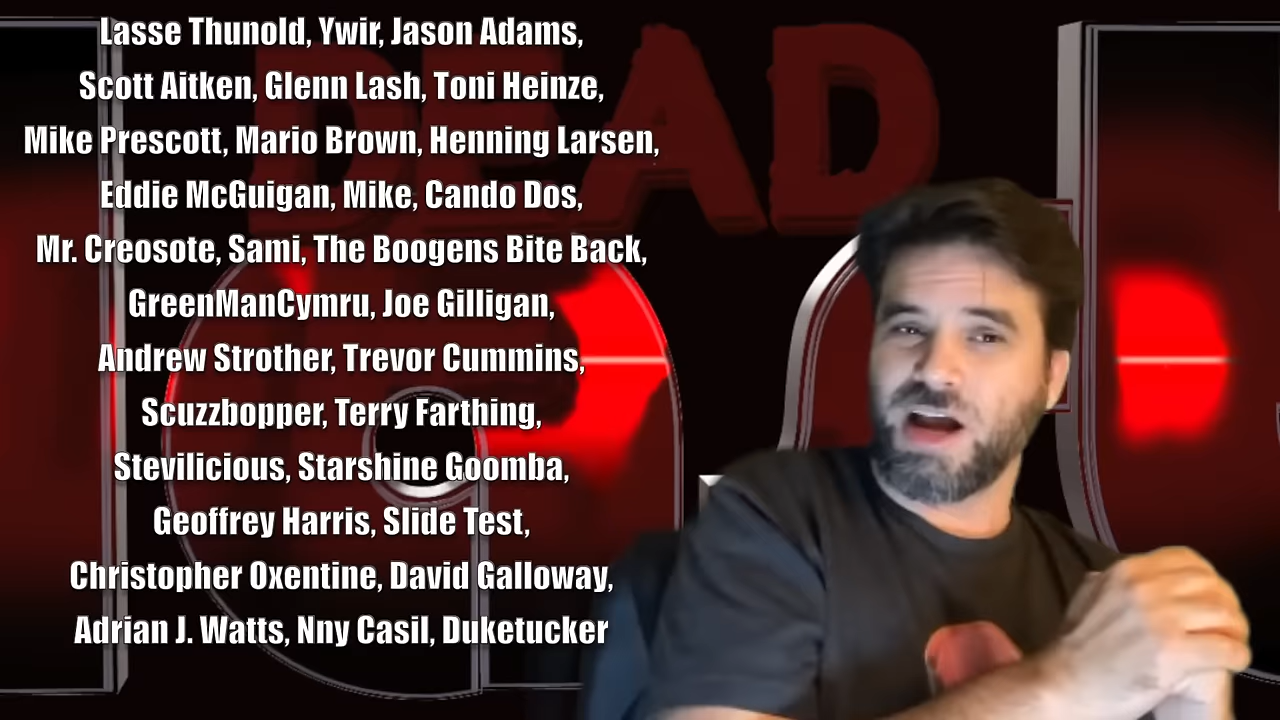 DEAD
Lasse Thunold, Ywir, Jason Adams,
Scott Aitken, Glenn Lash, Toni Heinze,
Mike Prescott, Mario Brown, Henning Larsen,
Eddie McGuigan, Mike, Cando Dos,
Mr. Creosote, Sami, The Boogens Bite Back,
GreenManCymru, Joe Gilligan,
Andrew Strother, Trevor Cummins,
Scuzzbopper, Terry Farthing,
Stevilicious, Starshine Goomba,
Geoffrey Harris, Slide Test,
Christopher Oxentine, David Galloway,
Adrian J. Watts, Nny Casil, Duketucker